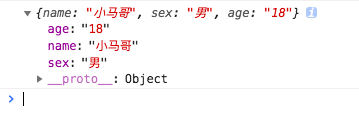 ▼ {name: "小马哥", sex: "男", age: "18"} i
age: "18"
name: "小马哥"
sex: "男"
▶ __proto__: Object
>